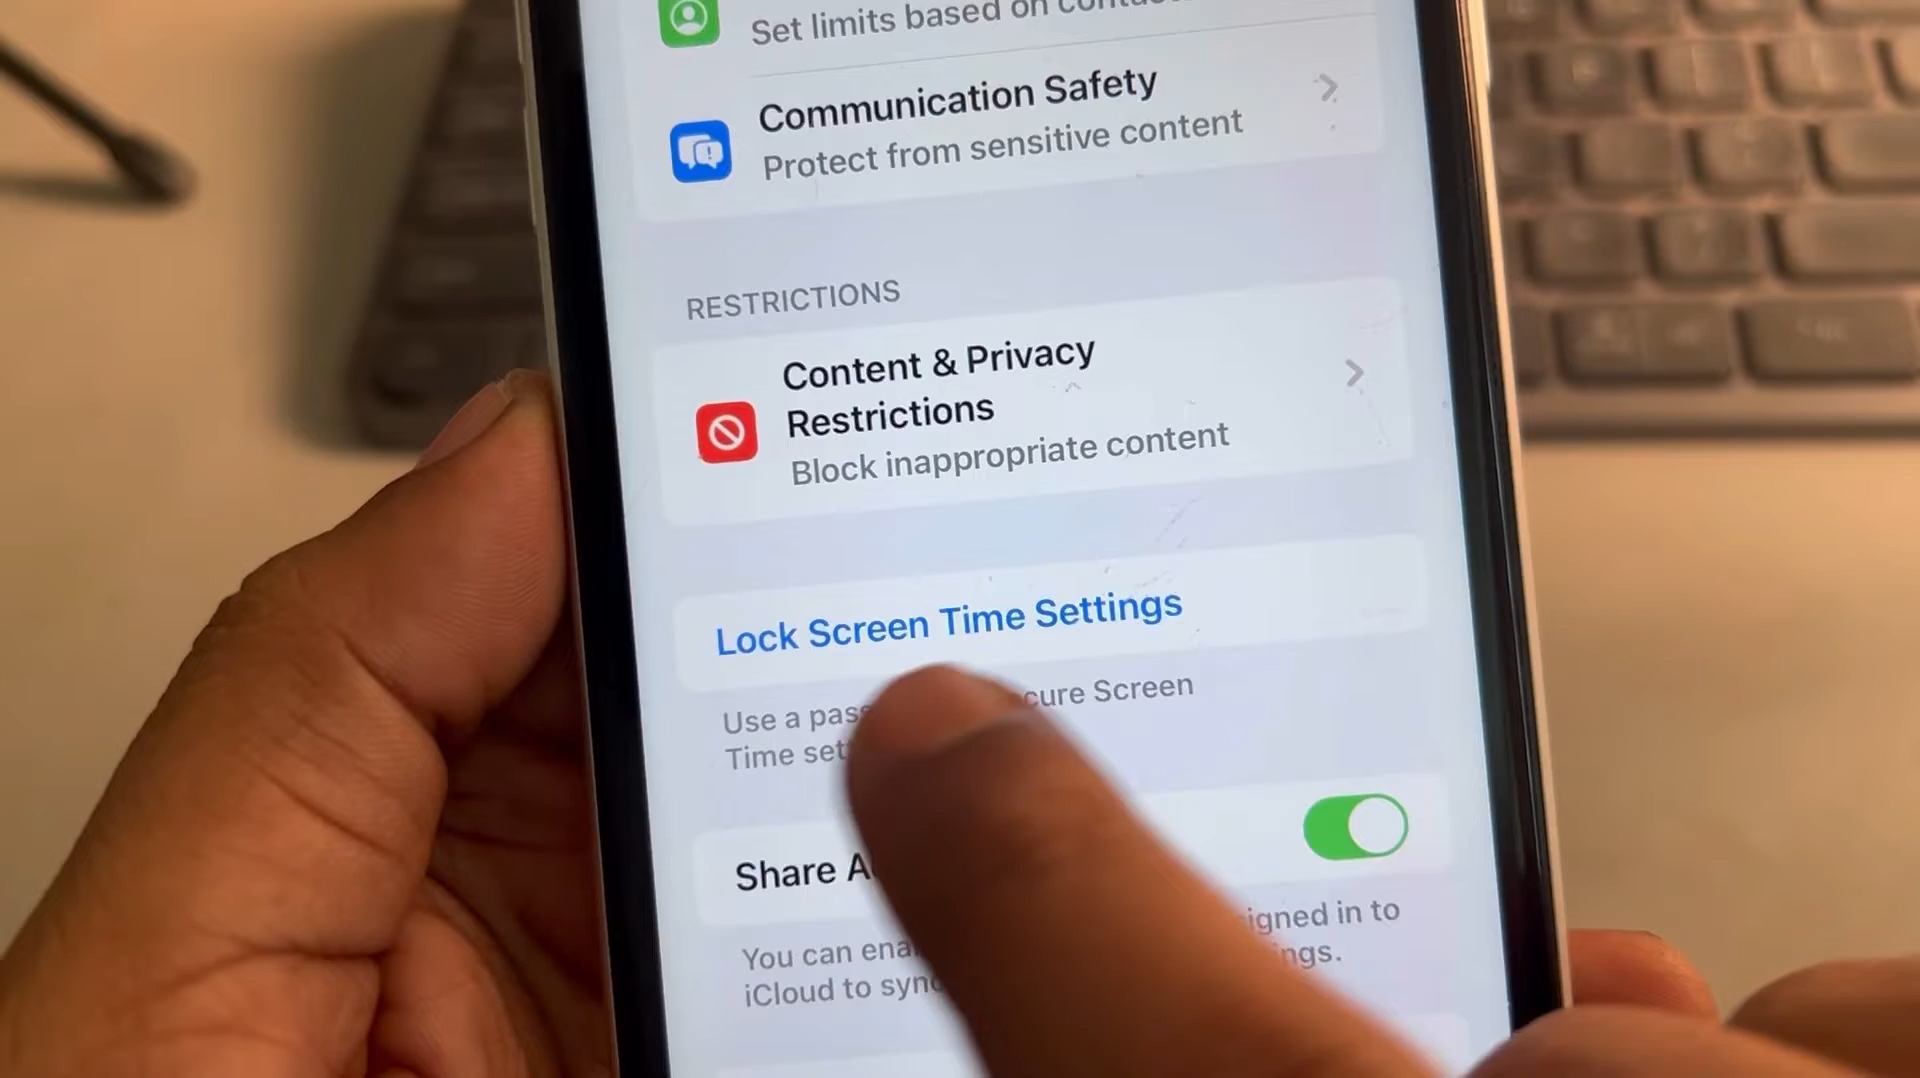 Set limits based on
Communication Safety
Protect from sensitive content
RESTRICTIONS
Content & Privacy
Restrictions
Block inappropriate content
Lock Screen Time Settings
Use a pas cure Screen
Time set
Share A
You can ena igned in to
iCloud to sync ngs.